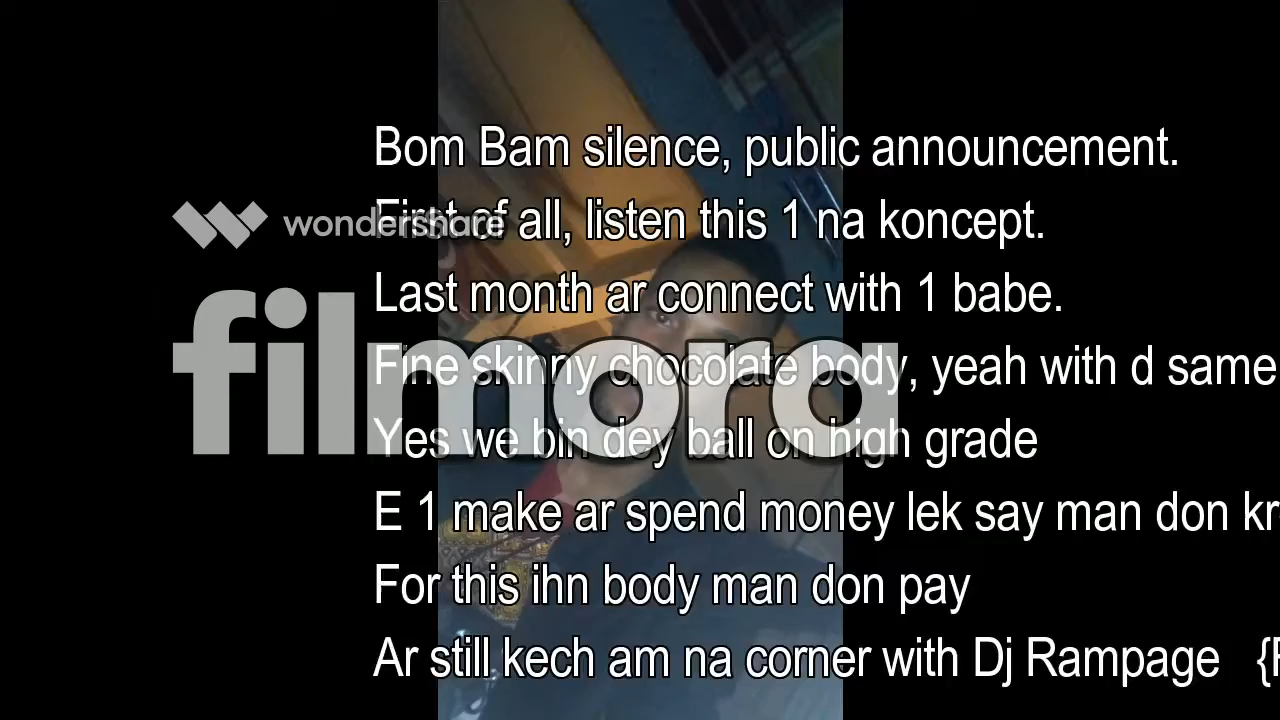 Bom Bam silence, public announcement.
wondershare
First of all, listen this 1 na koncept.
Last month ar connect with 1 babe.
filmora
Fine skinny chocolate body, yeah with d same
Yes we bin dey ball on high grade
E 1 make ar spend money lek say man don
For this ihn body man don pay
Ar still kech am na corner with Dj Rampage {